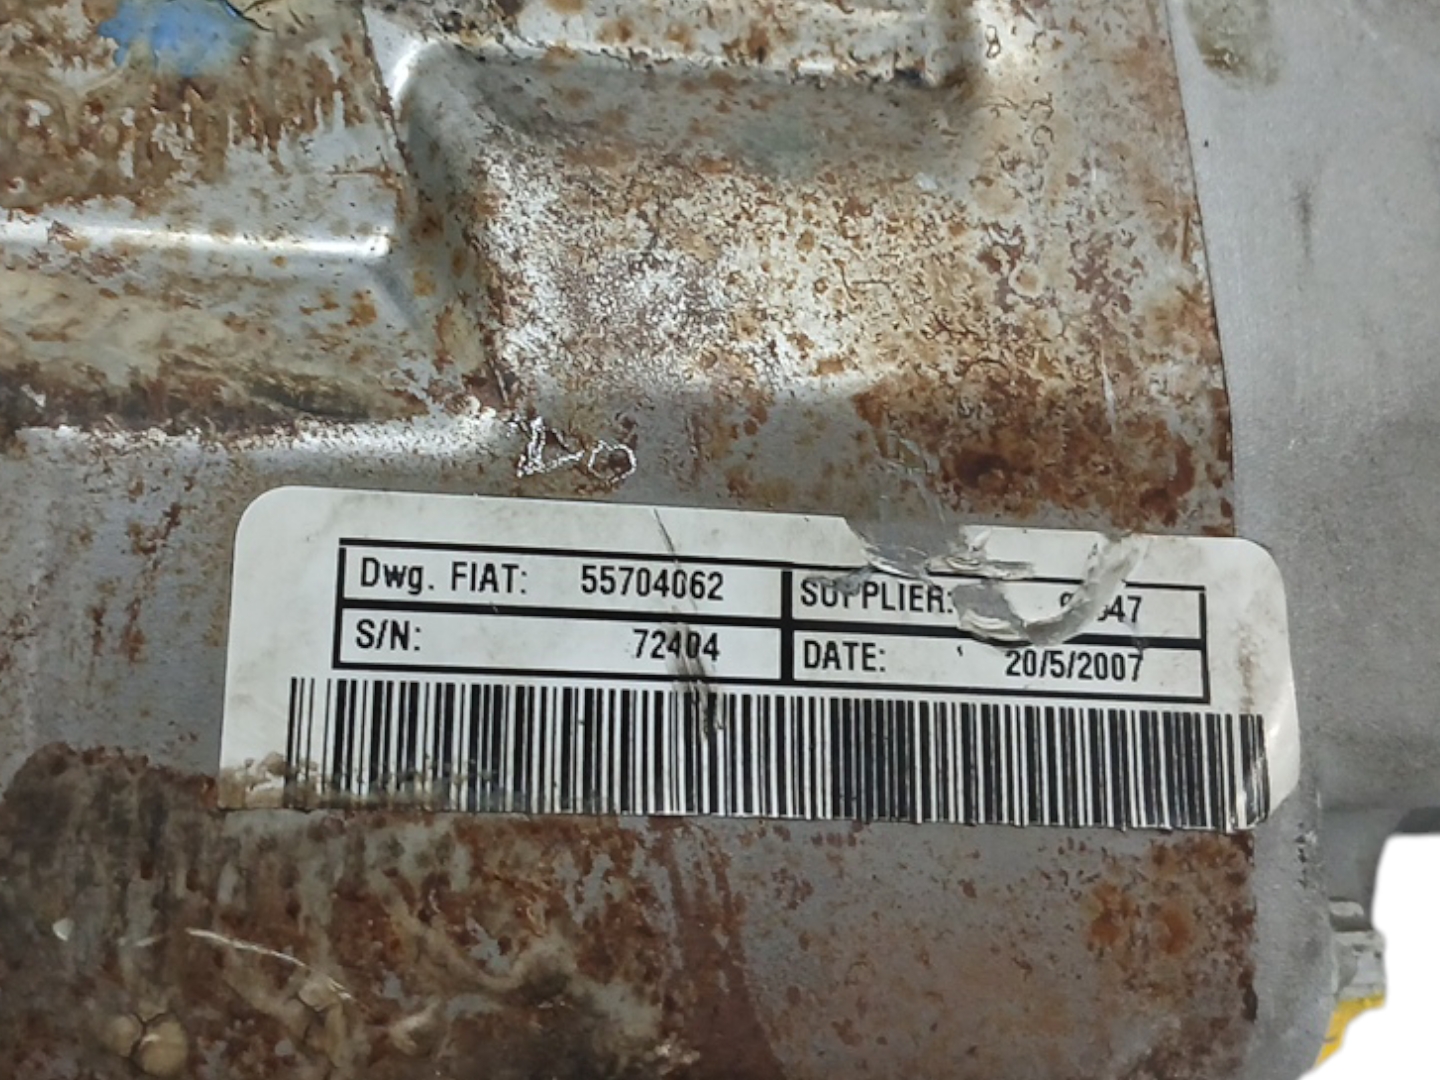 Dwg. FIAT: 55704062 SUPPLIER:
S/N: 72404 DATE: 20/5/2007